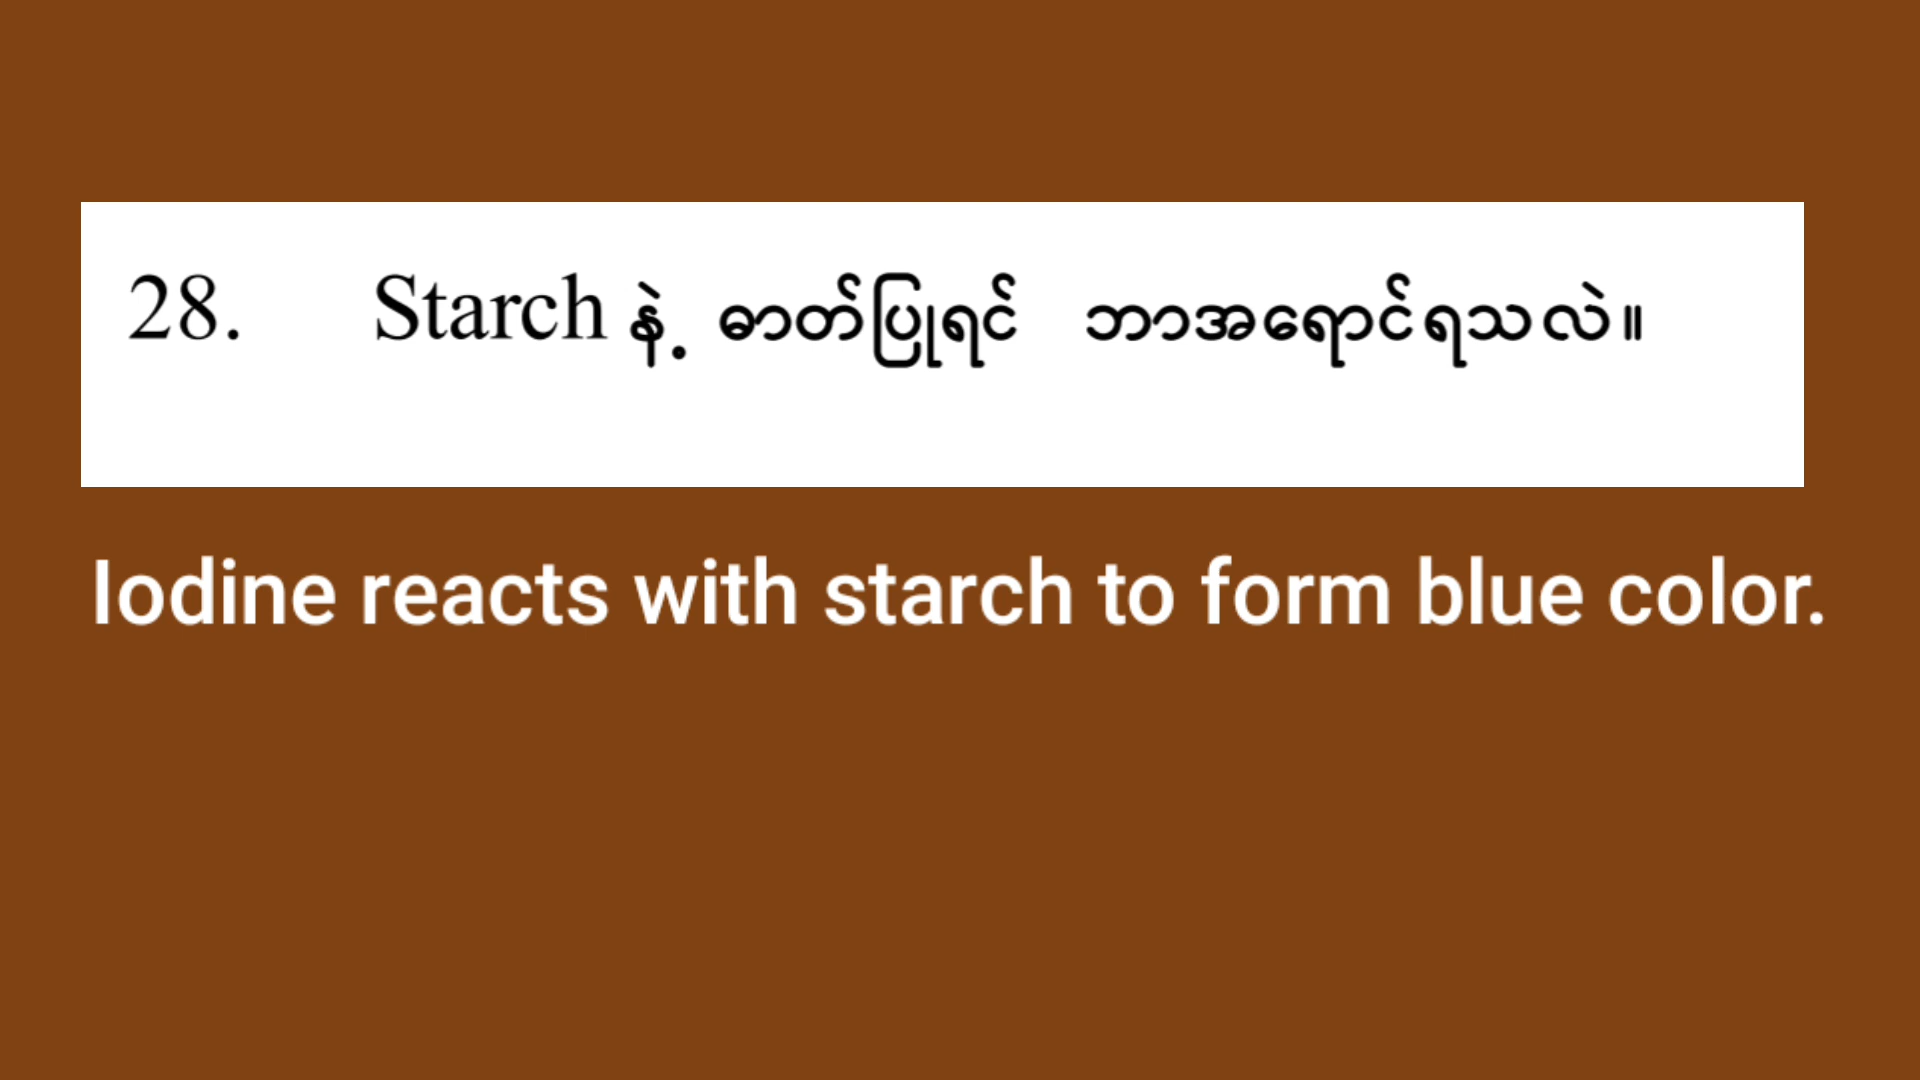 28. Starch နဲ့ ဓာတ်ပြုရင် ဘာအရောင်ရသလဲ။
Iodine reacts with starch to form blue color.